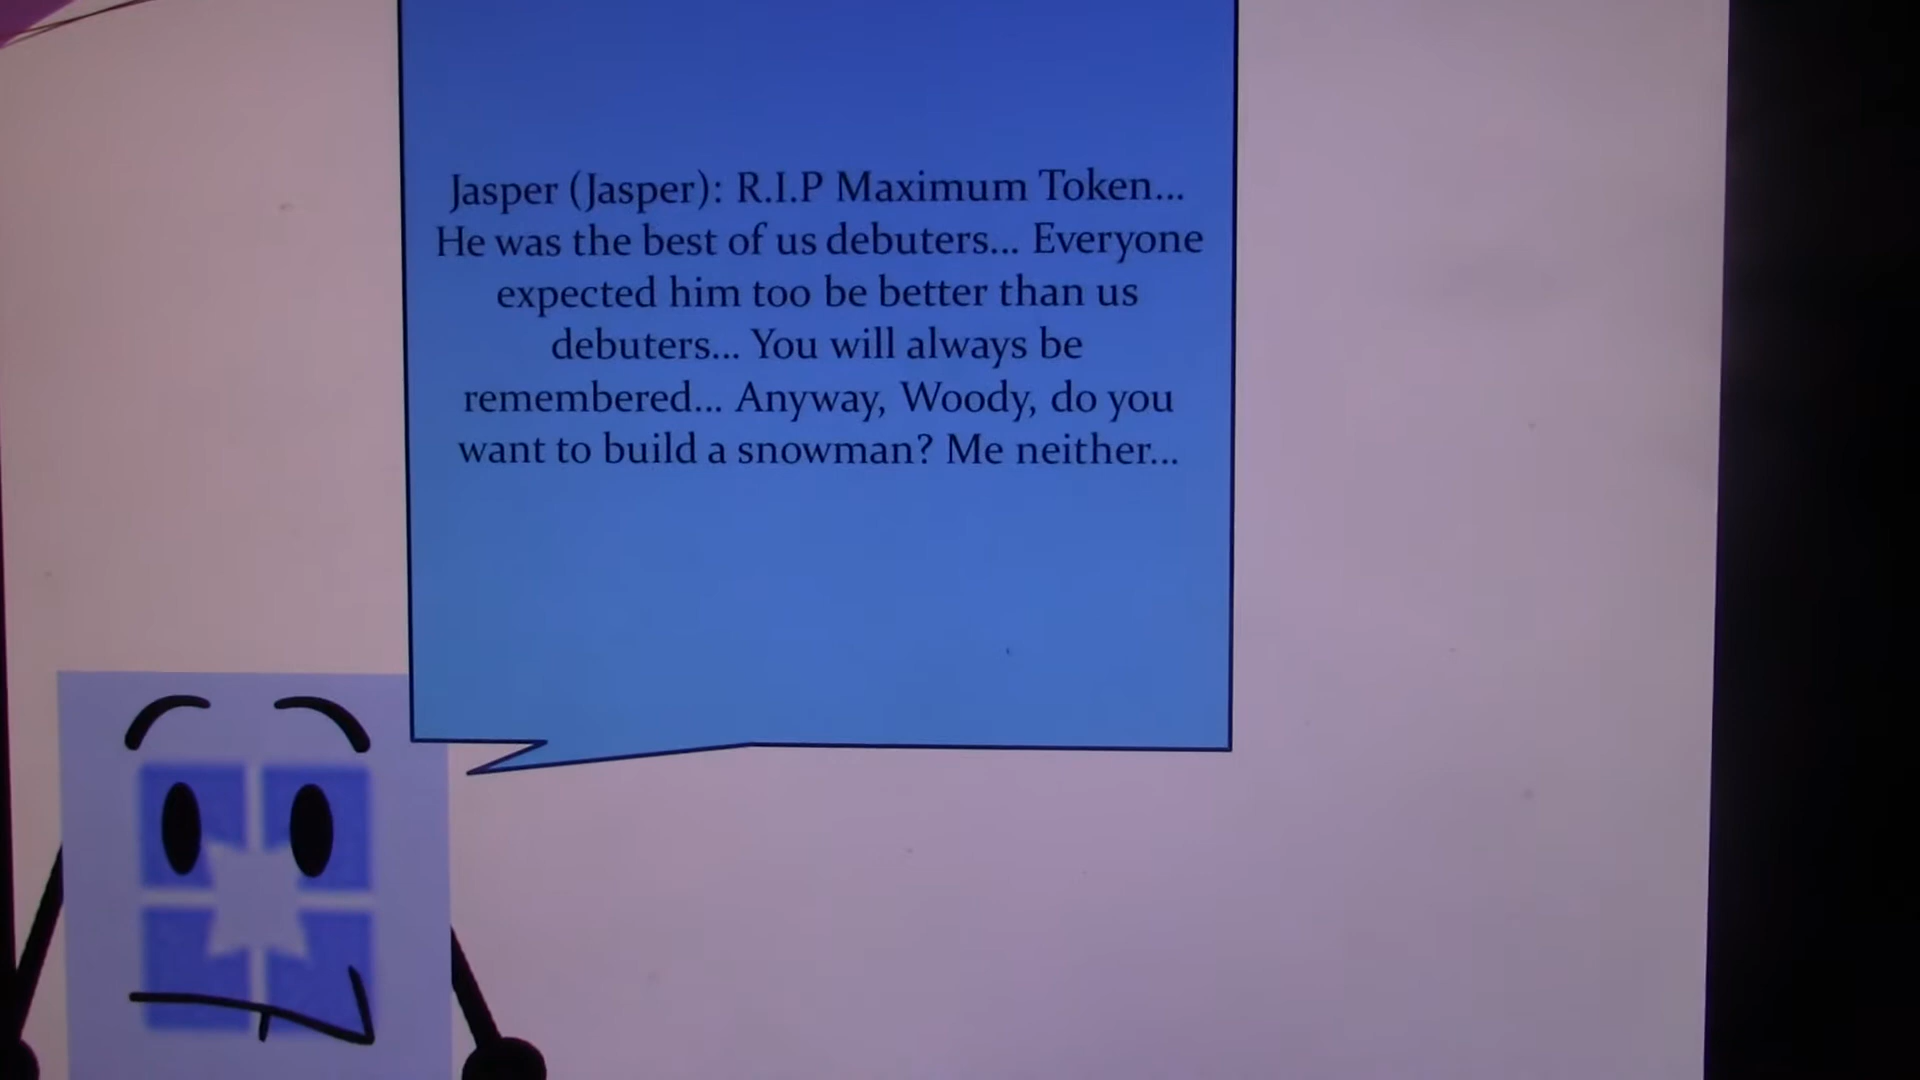 Jasper (Jasper): R.I.P Maximum Token...
He was the best of us debuters... Everyone
expected him too be better than us
debuters... You will always be
remembered... Anyway, Woody, do you
want to build a snowman? Me neither...